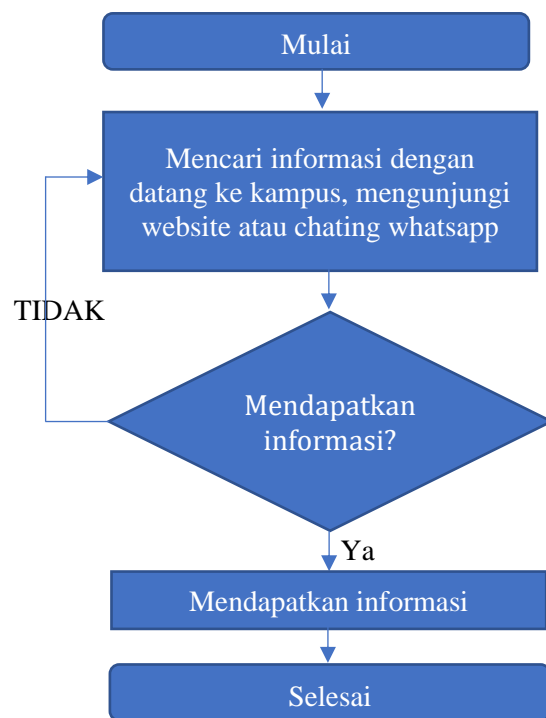 Mulai
Mencari informasi dengan
datang ke kampus, mengunjungi
website atau chating whatsapp
TIDAK
Mendapatkan
informasi?
Ya
Mendapatkan informasi
Selesai